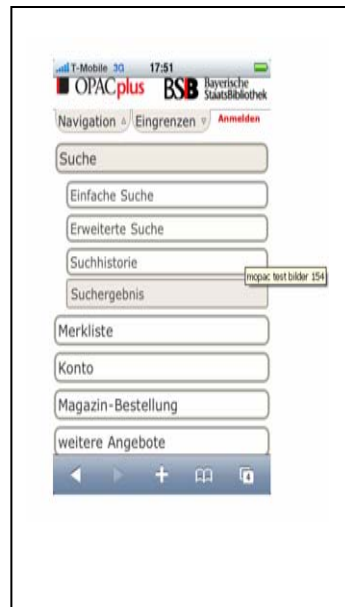 T-Mobile 3G 17:51
OPACplus BSB Bayerische
StaatsBibliothek
Navigation Eingrenzen Anmelden
Suche
Einfache Suche
Erweiterte Suche
Suchhistorie
mopac test bilder 154
Suchergebnis
Merkliste
Konto
Magazin-Bestellung
weitere Angebote
4